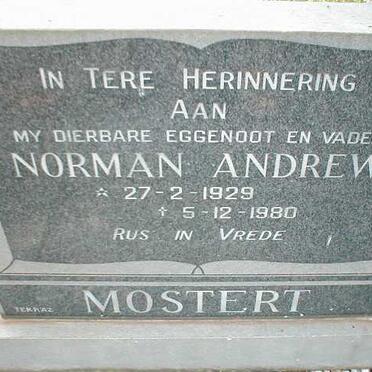 IN TERE HERINNERING
AAN
MY DIERBARE EGGENOOT EN VADE
NORMAN ANDREW
* 27-2-1929
† 5-12-1980
RUS IN VREDE
MOSTERT
TEKRAZ